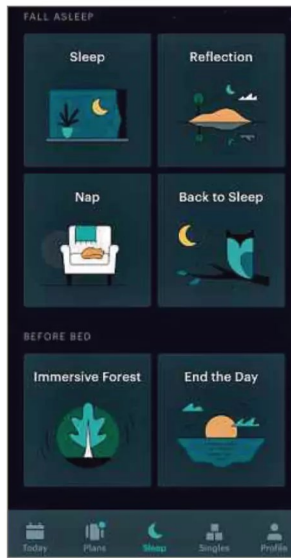 FALL ASLEEP
Sleep
Reflection
Nap
Back to Sleep
BEFORE BED
Immersive Forest
End the Day
Today
Plans
Sleep
Singles
Profile